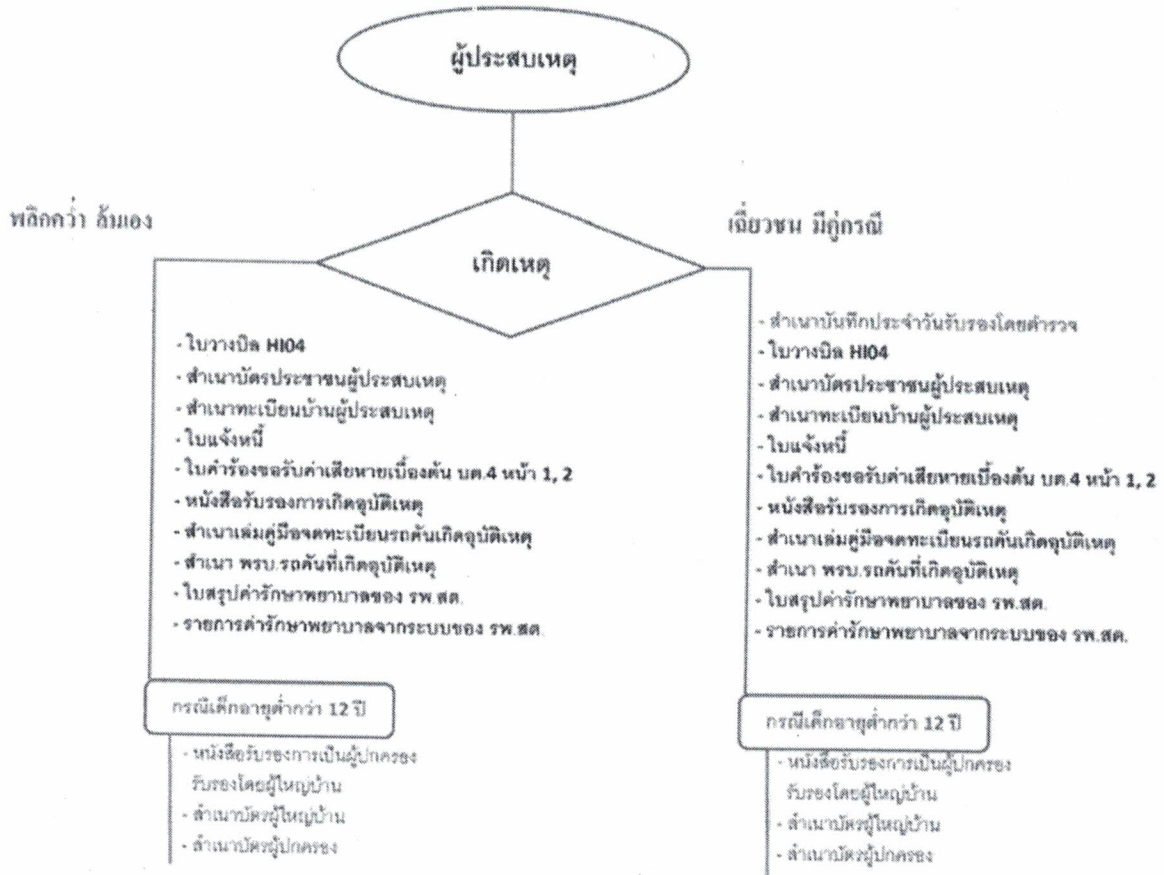 ผู้ประสบเหตุ
พลิกคว่ำ ล้มเอง
เฉี่ยวชน มีคู่กรณี
เกิดเหตุ
- ใบวางบิล HI04
- สำเนาบัตรประชาชนผู้ประสบเหตุ
- สำเนาทะเบียนบ้านผู้ประสบเหตุ
- ใบแจ้งหนี้
- ใบคำร้องขอรับค่าเสียหายเบื้องต้น บต.4 หน้า 1, 2
- หนังสือรับรองการเกิดอุบัติเหตุ
- สำเนาเล่มคู่มือจดทะเบียนรถคันเกิดอุบัติเหตุ
- สำเนา พรบ.รถคันที่เกิดอุบัติเหตุ
- ใบสรุปค่ารักษาพยาบาลของ รพ.สต.
- รายการค่ารักษาพยาบาลจากระบบของ รพ.สต.
กรณีเด็กอายุต่ำกว่า 12 ปี
- หนังสือรับรองการเป็นผู้ปกครอง
รับรองโดยผู้ใหญ่บ้าน
- สำเนาบัตรผู้ใหญ่บ้าน
- สำเนาบัตรผู้ปกครอง
- สำเนาบันทึกประจำวันรับรองโดยตำรวจ
- ใบวางบิล HI04
- สำเนาบัตรประชาชนผู้ประสบเหตุ
- สำเนาทะเบียนบ้านผู้ประสบเหตุ
- ใบแจ้งหนี้
- ใบคำร้องขอรับค่าเสียหายเบื้องต้น บต.4 หน้า 1, 2
- หนังสือรับรองการเกิดอุบัติเหตุ
- สำเนาเล่มคู่มือจดทะเบียนรถคันเกิดอุบัติเหตุ
- สำเนา พรบ.รถคันที่เกิดอุบัติเหตุ
- ใบสรุปค่ารักษาพยาบาลของ รพ.สต.
- รายการค่ารักษาพยาบาลจากระบบของ รพ.สต.
กรณีเด็กอายุต่ำกว่า 12 ปี
- หนังสือรับรองการเป็นผู้ปกครอง
รับรองโดยผู้ใหญ่บ้าน
- สำเนาบัตรผู้ใหญ่บ้าน
- สำเนาบัตรผู้ปกครอง